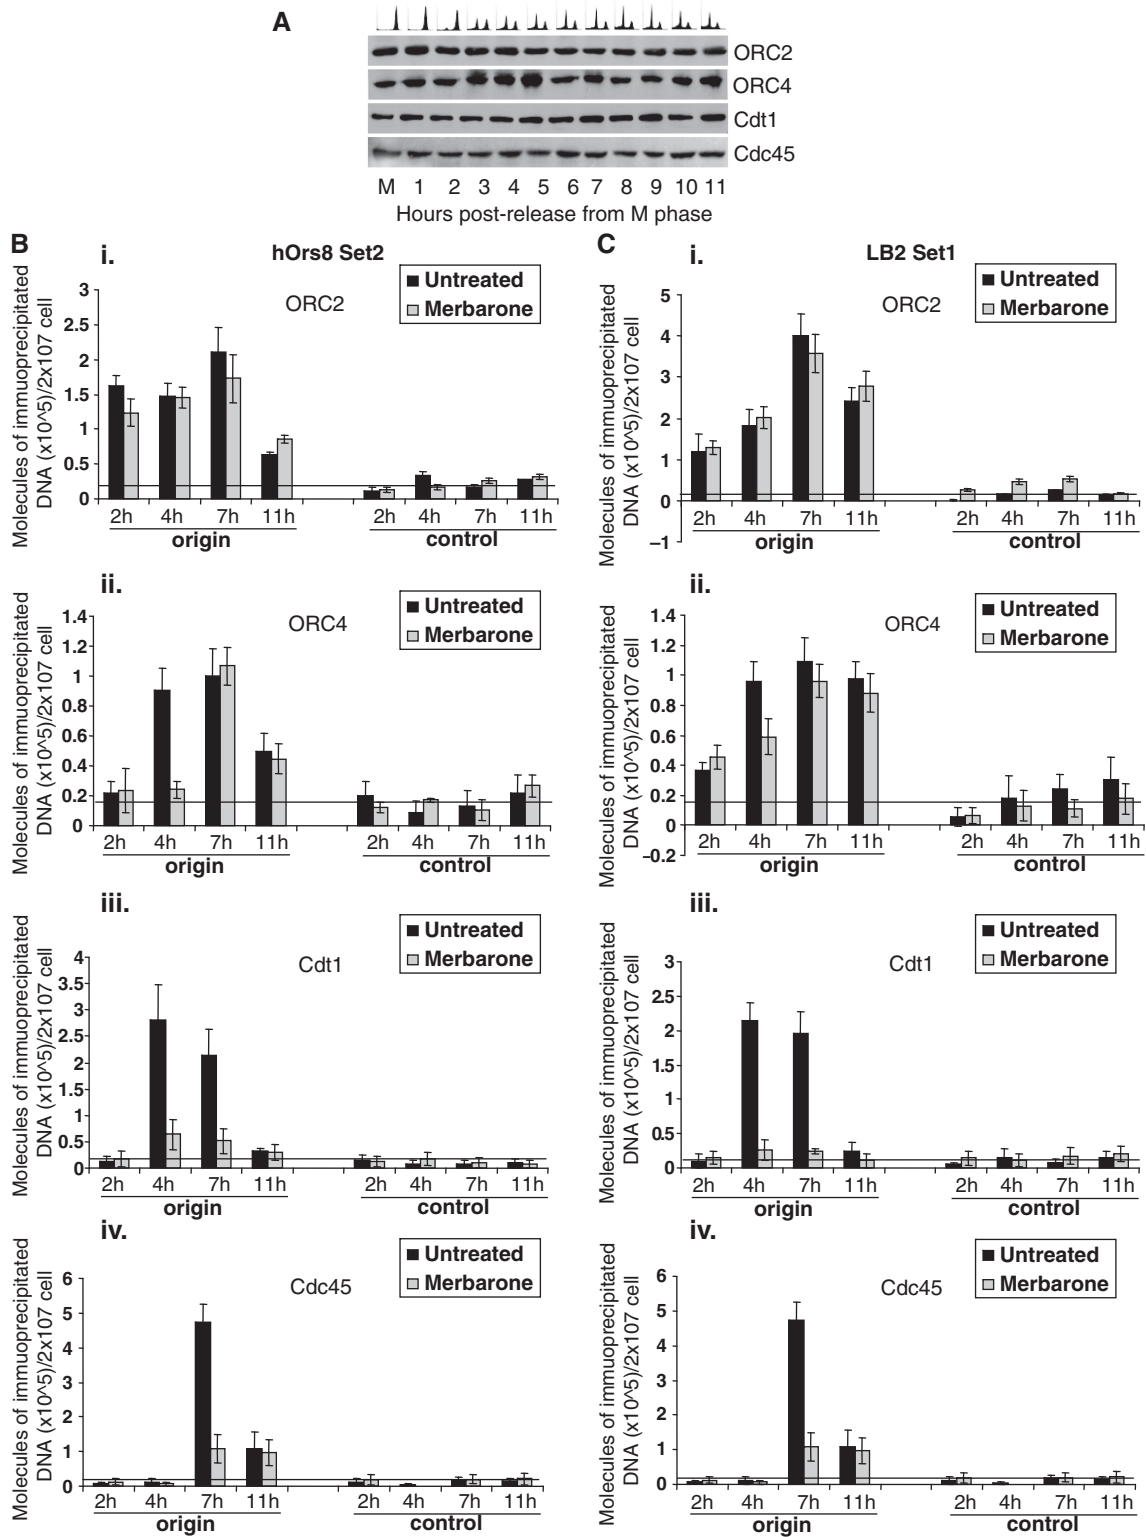 A
ORC2
ORC4
Cdt1
Cdc45
M 1 2 3 4 5 6 7 8 9 10 11
Hours post-release from M phase
B
hOrs8 Set2
i.
Untreated
Merbarone
ORC2
Molecules of immuoprecipitated
DNA (x10^5)/2x107 cell
3
2.5
2
1.5
1
0.5
0
2h 4h 7h 11h 2h 4h 7h 11h
origin control
ii.
Untreated
Merbarone
ORC4
Molecules of immuoprecipitated
DNA (x10^5)/2x107 cell
1.4
1.2
1
0.8
0.6
0.4
0.2
0
2h 4h 7h 11h 2h 4h 7h 11h
origin control
iii.
Untreated
Merbarone
Cdt1
Molecules of immuoprecipitated
DNA (x10^5)/2x107 cell
4
3.5
3
2.5
2
1.5
1
0.5
0
2h 4h 7h 11h 2h 4h 7h 11h
origin control
iv.
Untreated
Merbarone
Cdc45
Molecules of immuoprecipitated
DNA (x10^5)/2x107 cell
6
5
4
3
2
1
0
2h 4h 7h 11h 2h 4h 7h 11h
origin control
C
LB2 Set1
i.
Untreated
Merbarone
ORC2
Molecules of immuoprecipitated
DNA (x10^5)/2x107 cell
5
4
3
2
1
0
−1
2h 4h 7h 11h 2h 4h 7h 11h
origin control
ii.
Untreated
Merbarone
ORC4
Molecules of immuoprecipitated
DNA (x10^5)/2x107 cell
1.4
1.2
1
0.8
0.6
0.4
0.2
0
−0.2
2h 4h 7h 11h 2h 4h 7h 11h
origin control
iii.
Untreated
Merbarone
Cdt1
Molecules of immuoprecipitated
DNA (x10^5)/2x107 cell
3
2.5
2
1.5
1
0.5
0
2h 4h 7h 11h 2h 4h 7h 11h
origin control
iv.
Untreated
Merbarone
Cdc45
Molecules of immuoprecipitated
DNA (x10^5)/2x107 cell
6
5
4
3
2
1
0
2h 4h 7h 11h 2h 4h 7h 11h
origin control